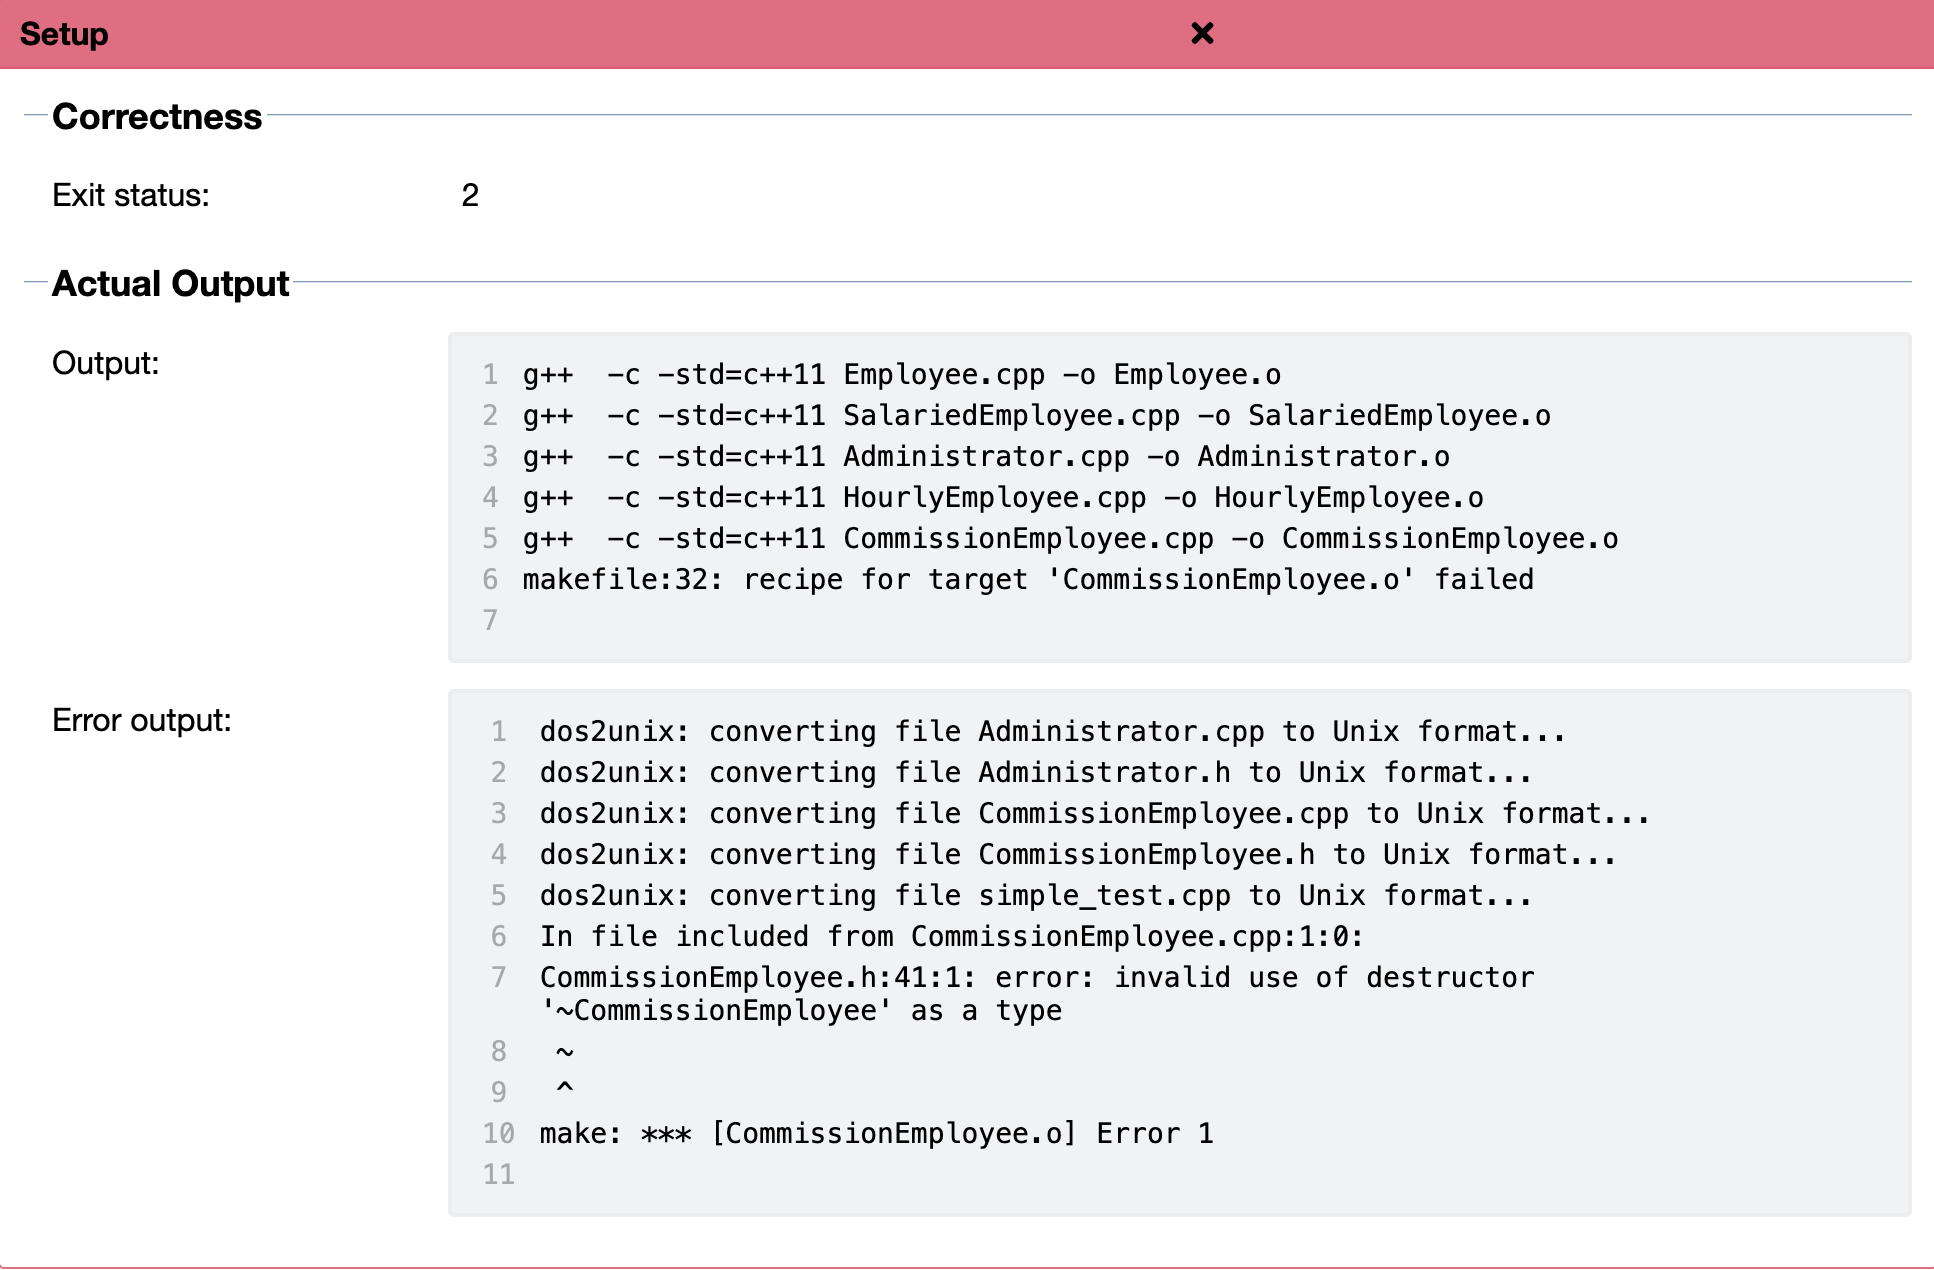 Setup
Correctness
Exit status: 2
Actual Output
Output:
1 g++  -c -std=c++11 Employee.cpp -o Employee.o
2 g++  -c -std=c++11 SalariedEmployee.cpp -o SalariedEmployee.o
3 g++  -c -std=c++11 Administrator.cpp -o Administrator.o
4 g++  -c -std=c++11 HourlyEmployee.cpp -o HourlyEmployee.o
5 g++  -c -std=c++11 CommissionEmployee.cpp -o CommissionEmployee.o
6 makefile:32: recipe for target 'CommissionEmployee.o' failed
7
Error output:
1 dos2unix: converting file Administrator.cpp to Unix format...
2 dos2unix: converting file Administrator.h to Unix format...
3 dos2unix: converting file CommissionEmployee.cpp to Unix format...
4 dos2unix: converting file CommissionEmployee.h to Unix format...
5 dos2unix: converting file simple_test.cpp to Unix format...
6 In file included from CommissionEmployee.cpp:1:0:
7 CommissionEmployee.h:41:1: error: invalid use of destructor
'~CommissionEmployee' as a type
8  ~
9  ^
10 make: *** [CommissionEmployee.o] Error 1
11